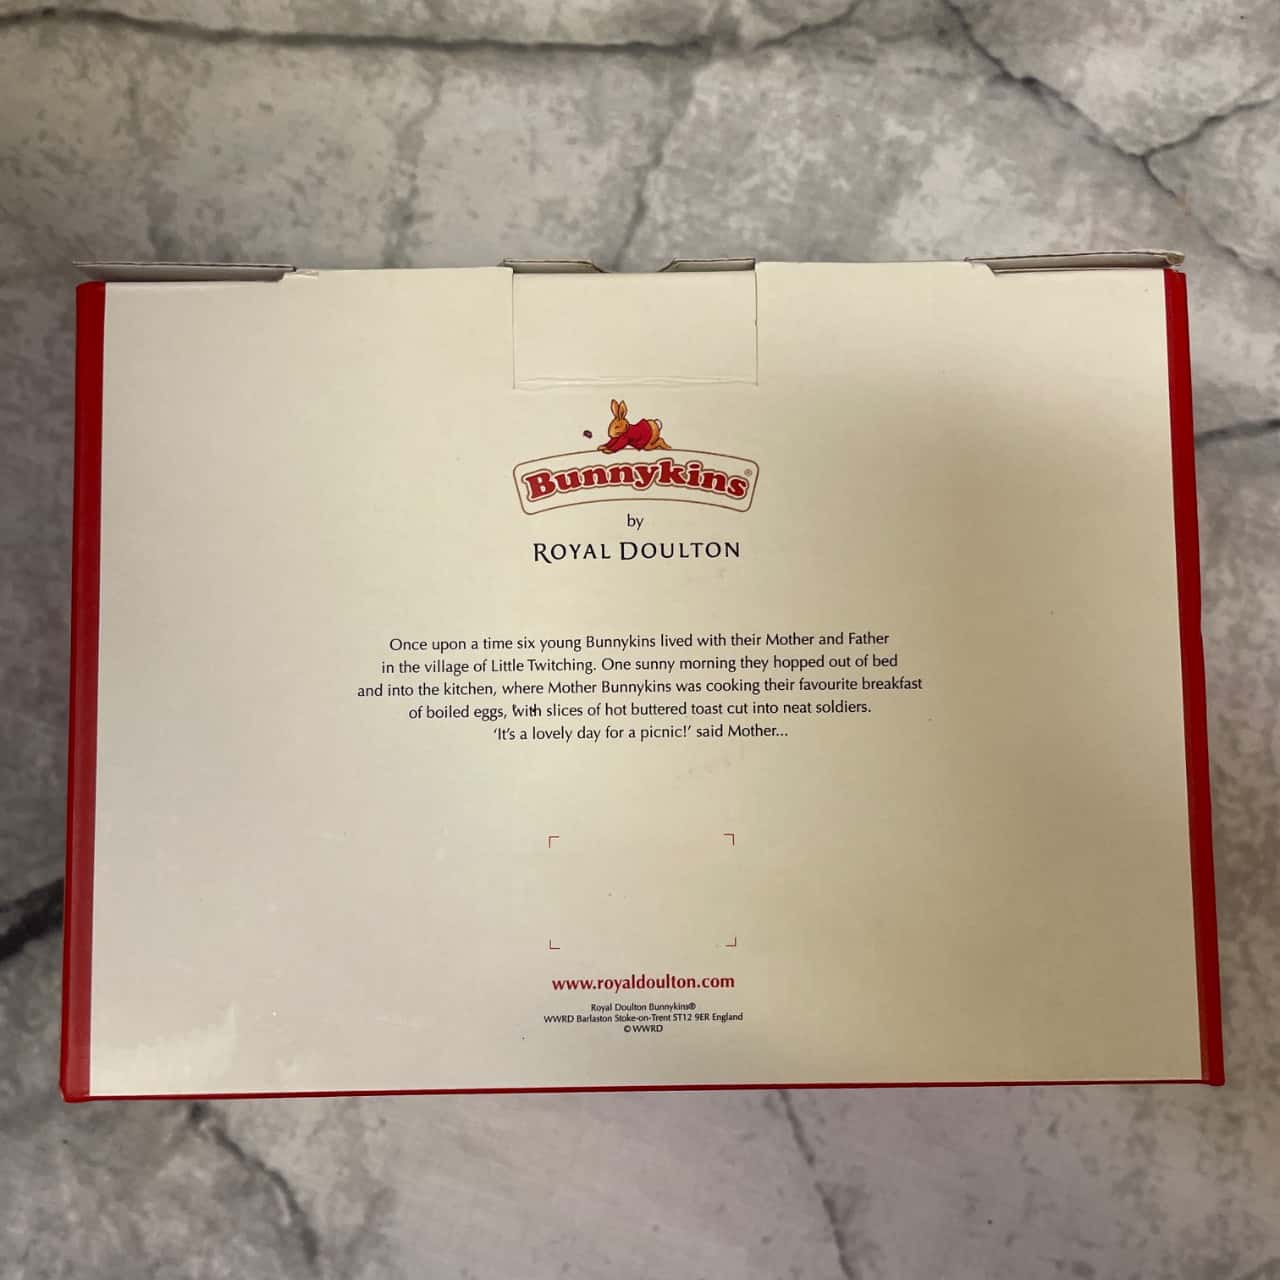 Bunnykins®
by
ROYAL DOULTON
Once upon a time six young Bunnykins lived with their Mother and Father
in the village of Little Twitching. One sunny morning they hopped out of bed
and into the kitchen, where Mother Bunnykins was cooking their favourite breakfast
of boiled eggs, with slices of hot buttered toast cut into neat soldiers.
‘It’s a lovely day for a picnic!’ said Mother...
www.royaldoulton.com
Royal Doulton Bunnykins®
WWRD Barlaston Stoke-on-Trent ST12 9ER England
© WWRD